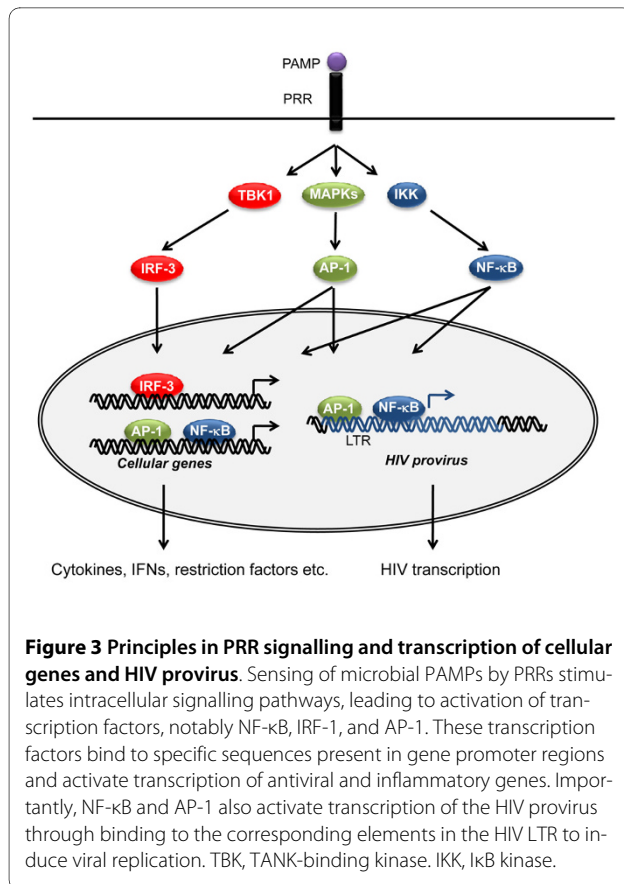 PAMP
PRR
TBK1 MAPKs IKK
IRF-3 AP-1 NF-κB
IRF-3
AP-1 NF-κB
AP-1 NF-κB
LTR
Cellular genes HIV provirus
Cytokines, IFNs, restriction factors etc. HIV transcription
Figure 3 Principles in PRR signalling and transcription of cellular
genes and HIV provirus. Sensing of microbial PAMPs by PRRs stimu-
lates intracellular signalling pathways, leading to activation of tran-
scription factors, notably NF-κB, IRF-1, and AP-1. These transcription
factors bind to specific sequences present in gene promoter regions
and activate transcription of antiviral and inflammatory genes. Impor-
tantly, NF-κB and AP-1 also activate transcription of the HIV provirus
through binding to the corresponding elements in the HIV LTR to in-
duce viral replication. TBK, TANK-binding kinase. IKK, IκB kinase.